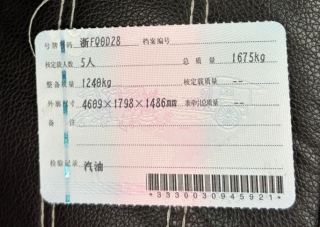 号牌号码 浙FQ0D28 档案编号
核定载人数 5人 总质量 1675kg
整备质量 1240kg 核定载质量 --
外廓尺寸 4609×1798×1486mm 准牵引总质量 --
备注
检验记录 汽油
*3330030945921*